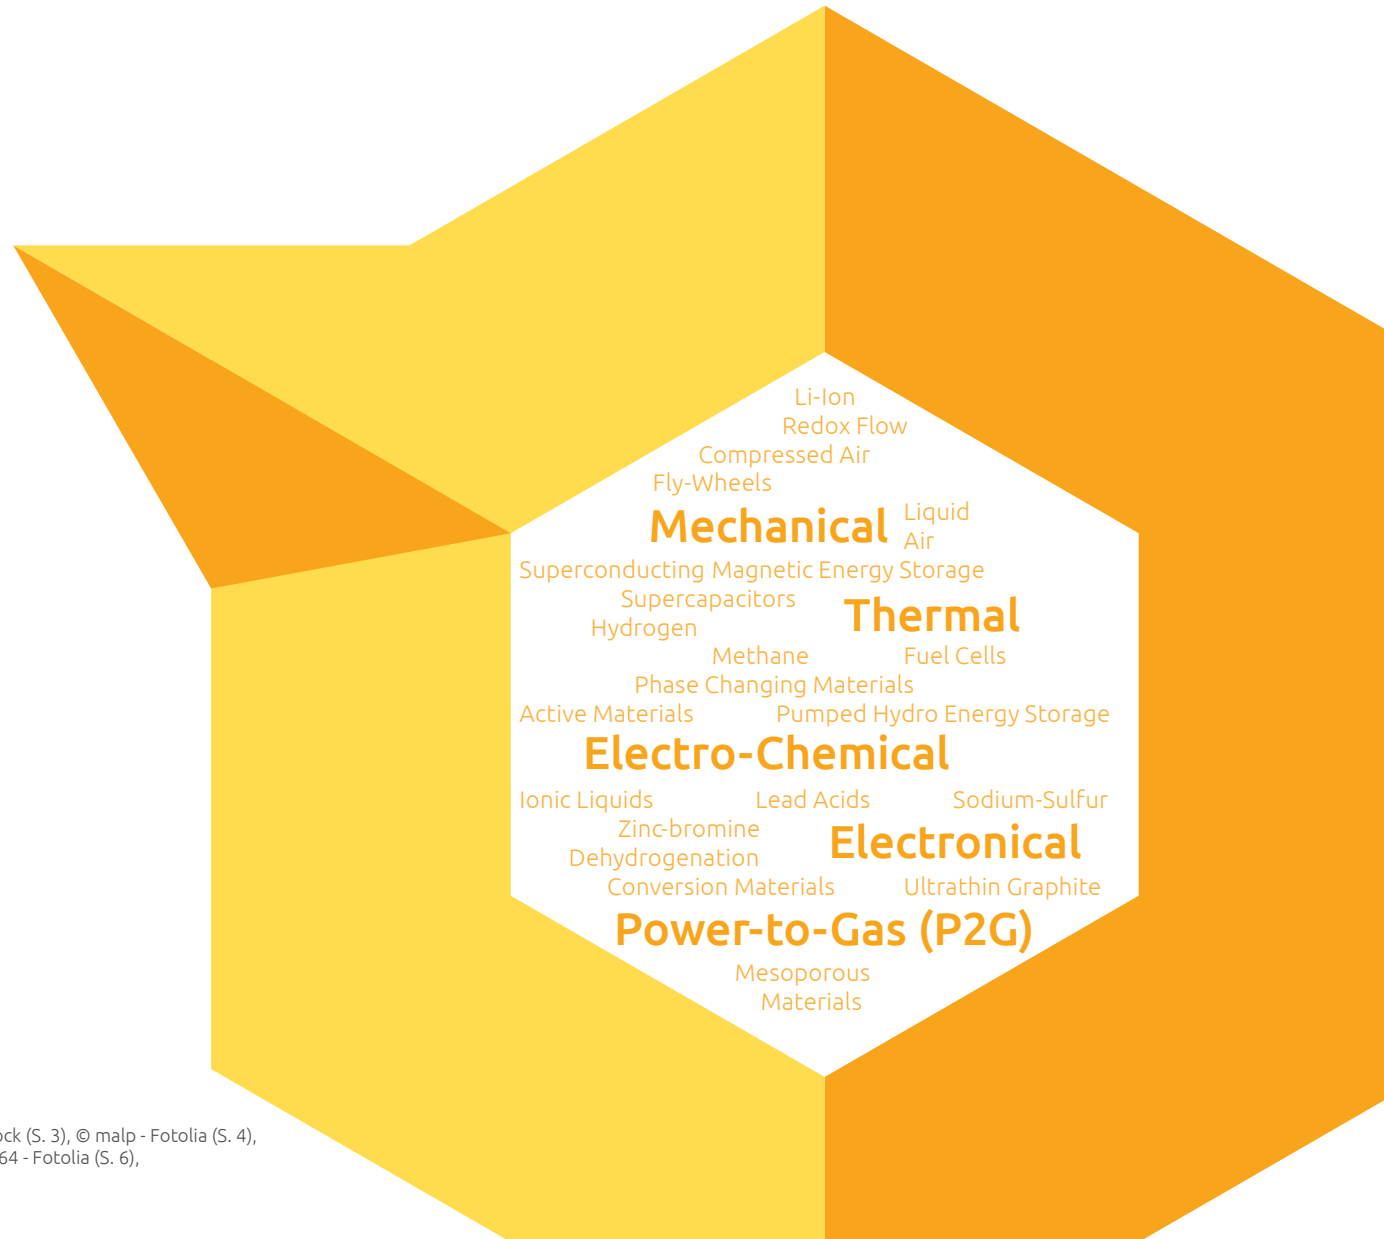 Li-Ion
Redox Flow
Compressed Air
Fly-Wheels
Mechanical
Liquid
Air
Superconducting Magnetic Energy Storage
Supercapacitors
Thermal
Hydrogen
Methane
Fuel Cells
Phase Changing Materials
Active Materials
Pumped Hydro Energy Storage
Electro-Chemical
Ionic Liquids
Lead Acids
Sodium-Sulfur
Zinc-bromine
Electronical
Dehydrogenation
Conversion Materials
Ultrathin Graphite
Power-to-Gas (P2G)
Mesoporous
Materials
(S. 3), © malp - Fotolia (S. 4),
64 - Fotolia (S. 6),